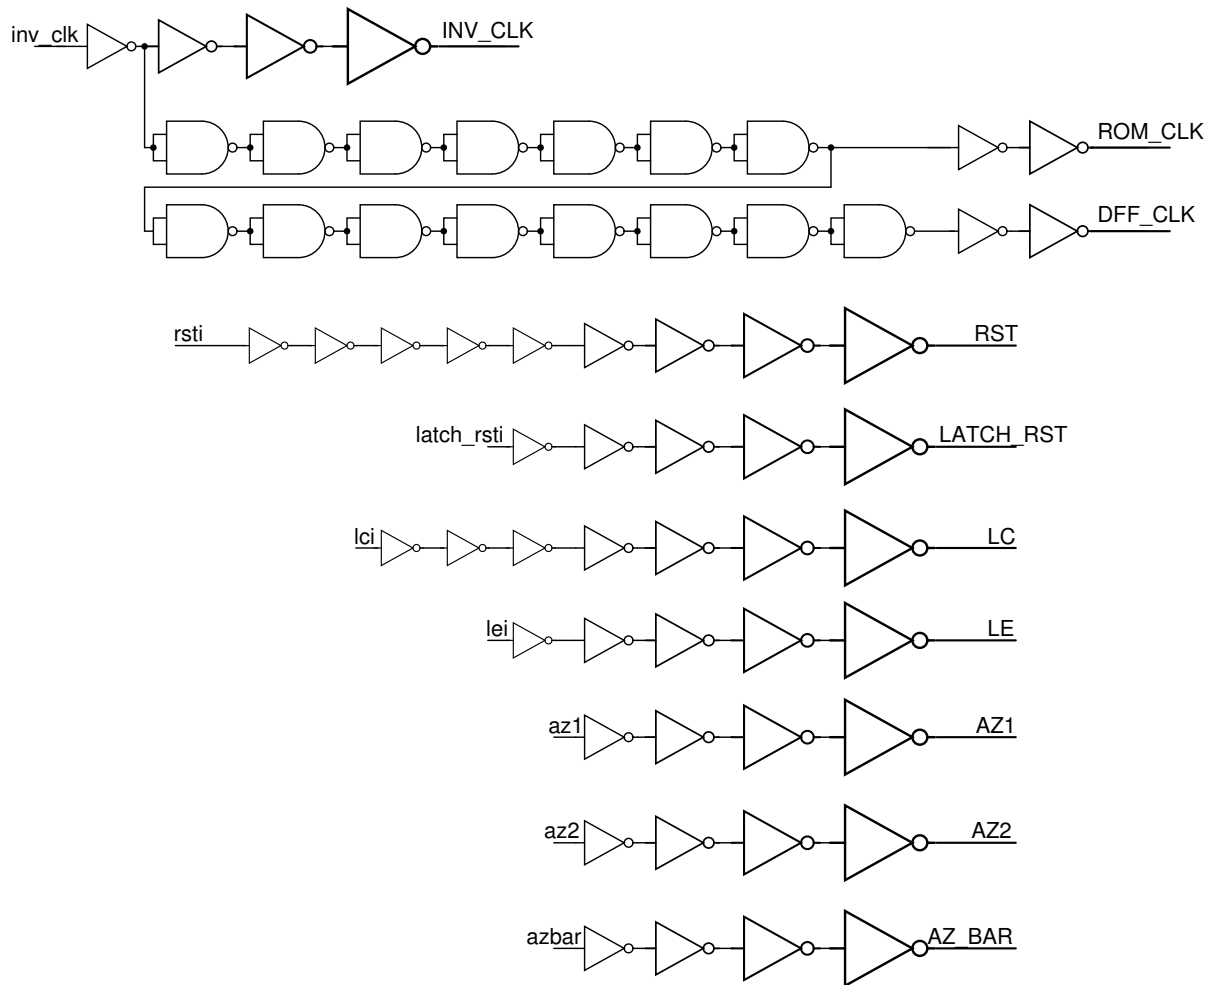 inv_clk
INV_CLK
ROM_CLK
DFF_CLK
rsti
RST
latch_rsti
LATCH_RST
lci
LC
lei
LE
az1
AZ1
az2
AZ2
azbar
AZ_BAR